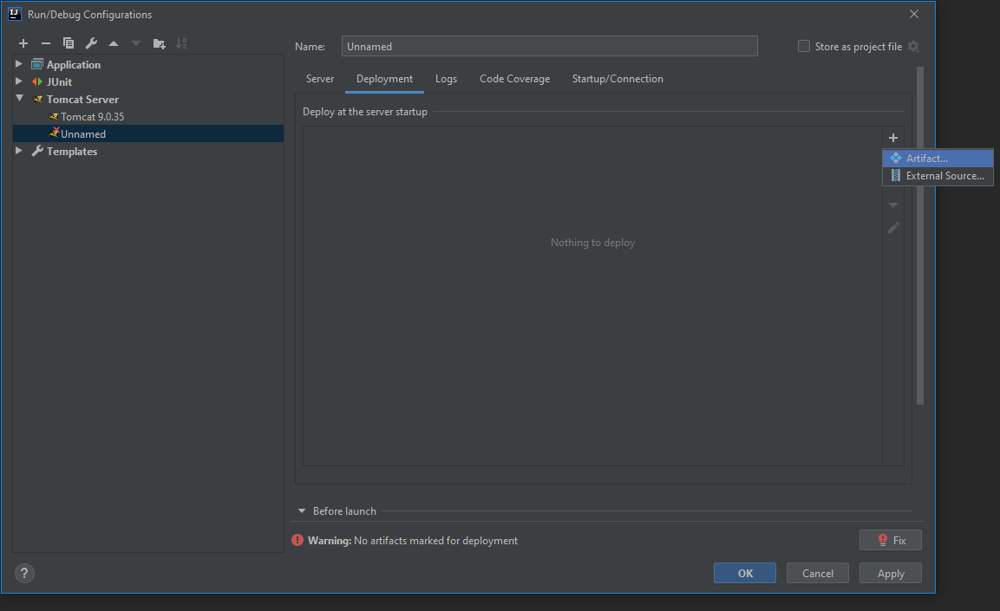 Run/Debug Configurations
Name: Unnamed Store as project file
Application
JUnit
Tomcat Server
Tomcat 9.0.35
Unnamed
Templates
Server Deployment Logs Code Coverage Startup/Connection
Deploy at the server startup
Artifact...
External Source...
Nothing to deploy
Before launch
Warning: No artifacts marked for deployment Fix
? OK Cancel Apply